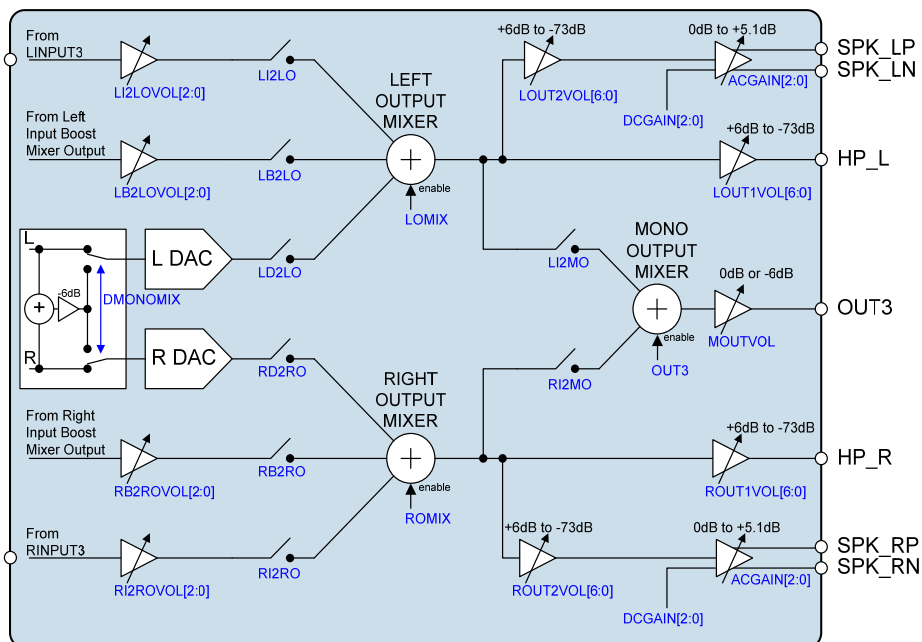 From
LINPUT3
LI2LOVOL[2:0]
LI2LO
LEFT
OUTPUT
MIXER
+6dB to -73dB
LOUT2VOL[6:0]
0dB to +5.1dB
ACGAIN[2:0]
DCGAIN[2:0]
SPK_LP
SPK_LN
From Left
Input Boost
Mixer Output
LB2LOVOL[2:0]
LB2LO
enable
LOMIX
+6dB to -73dB
LOUT1VOL[6:0]
HP_L
L
R
-6dB
DMONOMIX
L DAC
LD2LO
R DAC
RD2RO
LI2MO
RI2MO
MONO
OUTPUT
MIXER
enable
OUT3
0dB or -6dB
MOUTVOL
OUT3
From Right
Input Boost
Mixer Output
RB2ROVOL[2:0]
RB2RO
RIGHT
OUTPUT
MIXER
enable
ROMIX
+6dB to -73dB
ROUT1VOL[6:0]
HP_R
From
RINPUT3
RI2ROVOL[2:0]
RI2RO
+6dB to -73dB
ROUT2VOL[6:0]
0dB to +5.1dB
ACGAIN[2:0]
DCGAIN[2:0]
SPK_RP
SPK_RN